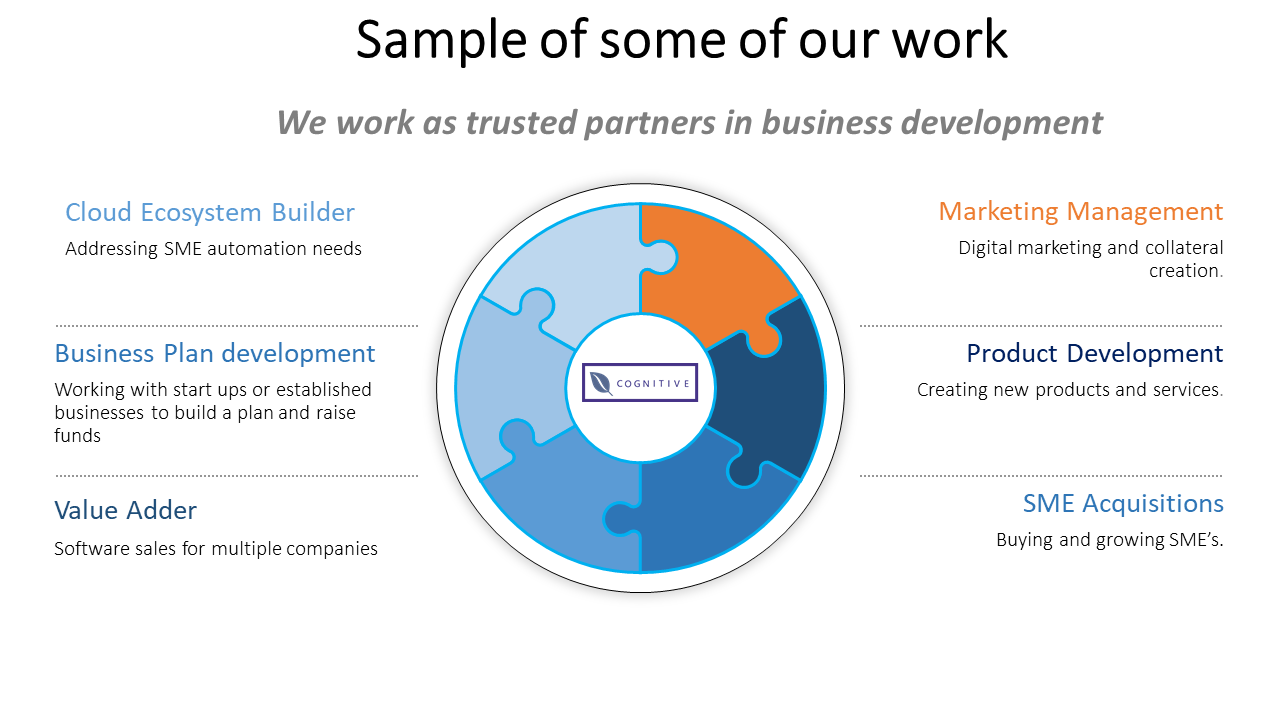 Sample of some of our work
We work as trusted partners in business development
Cloud Ecosystem Builder
Addressing SME automation needs
Business Plan development
Working with start ups or established
businesses to build a plan and raise
funds
Value Adder
Software sales for multiple companies
COGNITIVE
Marketing Management
Digital marketing and collateral
creation.
Product Development
Creating new products and services.
SME Acquisitions
Buying and growing SME’s.